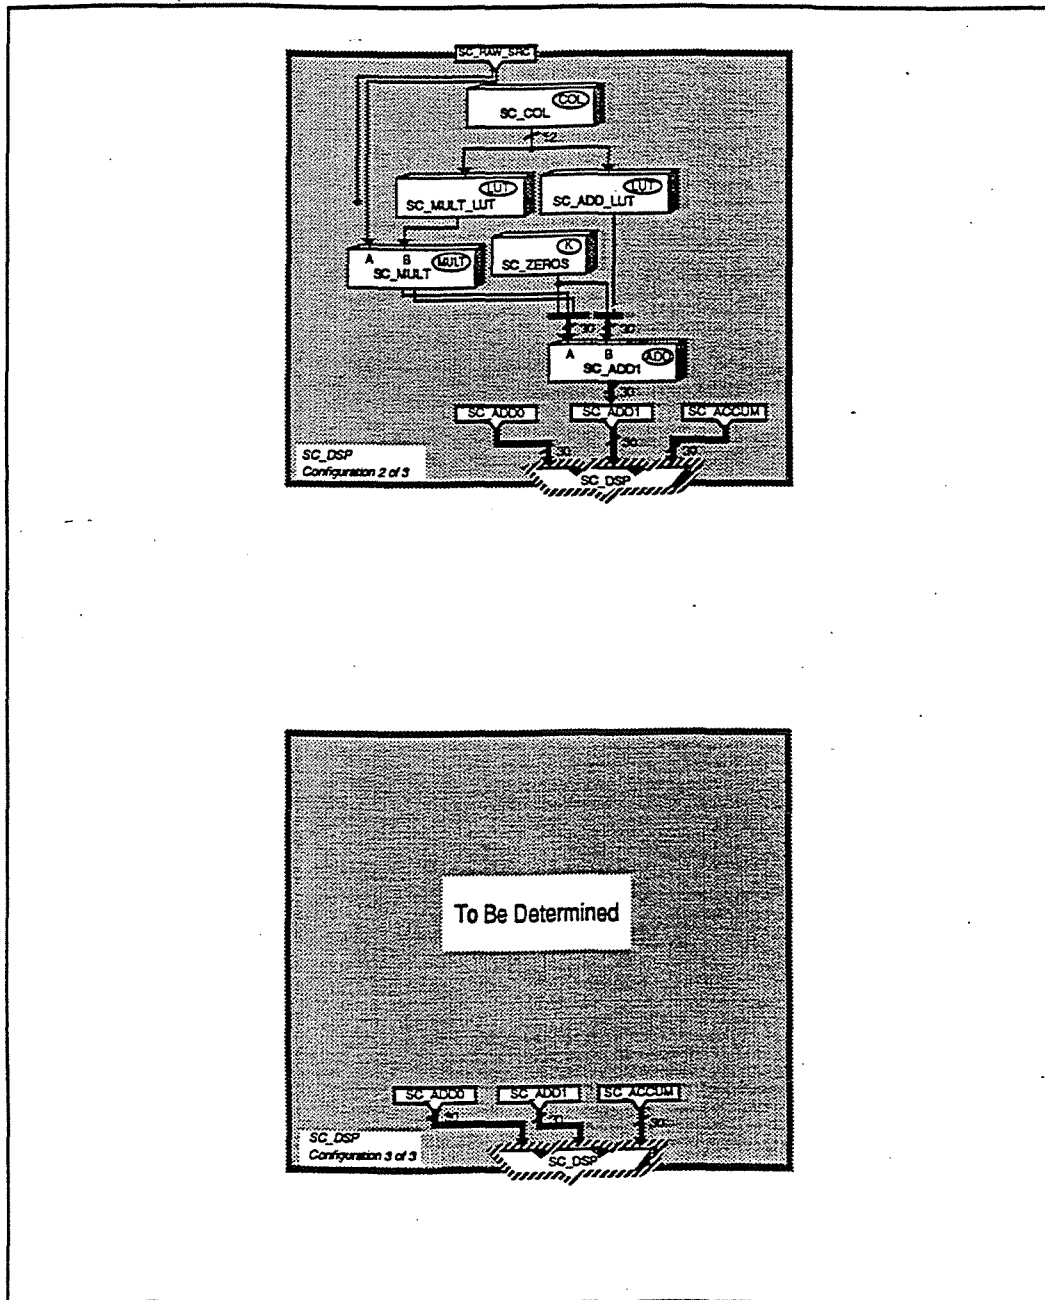 SC_RAW_SRC
COL
SC_COL
12
LUT
LUT
SC_MULT_LUT
SC_ADD_LUT
A B MULT
SC_MULT
K
SC_ZEROS
30 30
A B ADD
SC_ADD1
30
SC_ADD0 SC_ADD1 SC_ACCUM
30 30 30
SC_DSP
Configuration 2 of 3
SC_DSP
To Be Determined
SC_ADD0 SC_ADD1 SC_ACCUM
30 30
SC_DSP
Configuration 3 of 3
SC_DSP